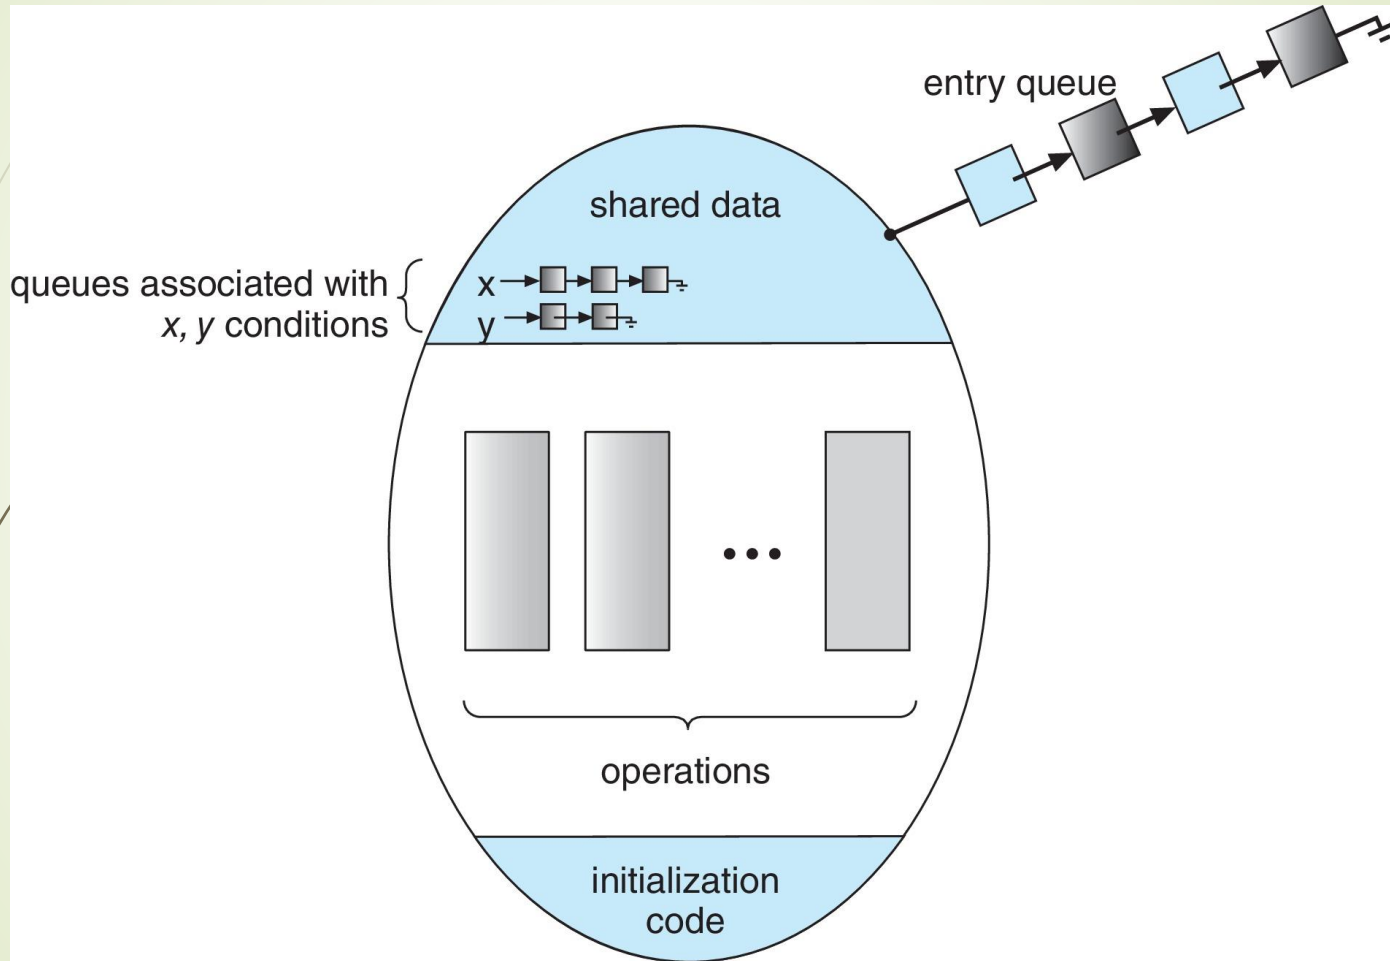 entry queue
shared data
queues associated with
x, y conditions
x
y
operations
initialization
code